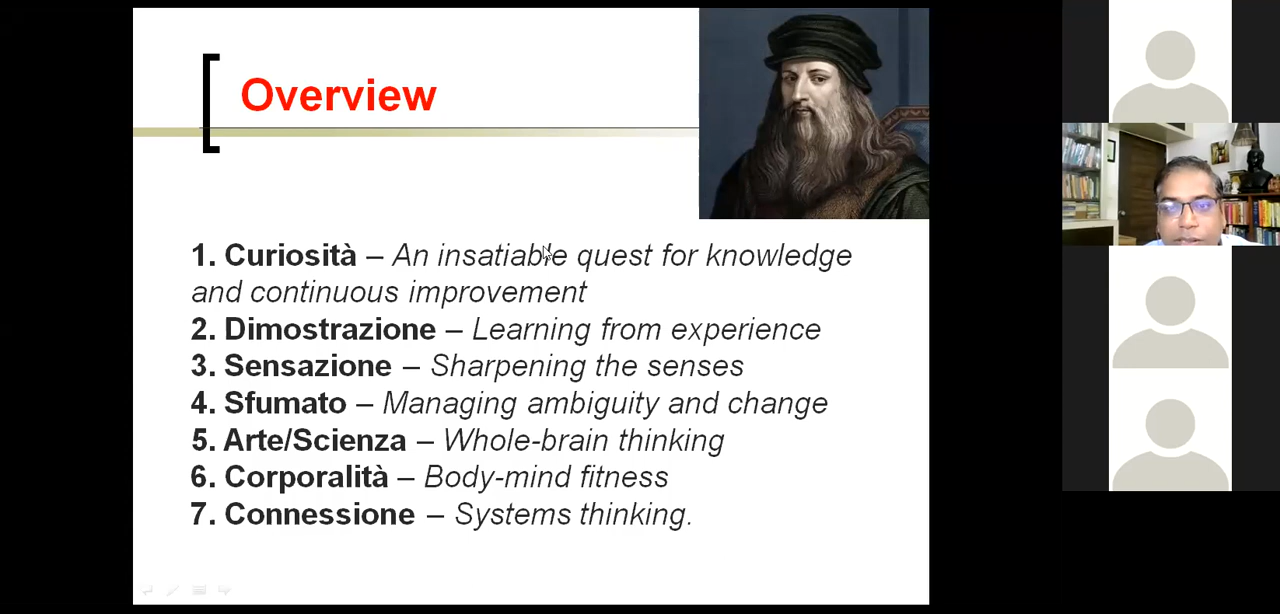 Overview
1. Curiosità – An insatiable quest for knowledge
and continuous improvement
2. Dimostrazione – Learning from experience
3. Sensazione – Sharpening the senses
4. Sfumato – Managing ambiguity and change
5. Arte/Scienza – Whole-brain thinking
6. Corporalità – Body-mind fitness
7. Connessione – Systems thinking.